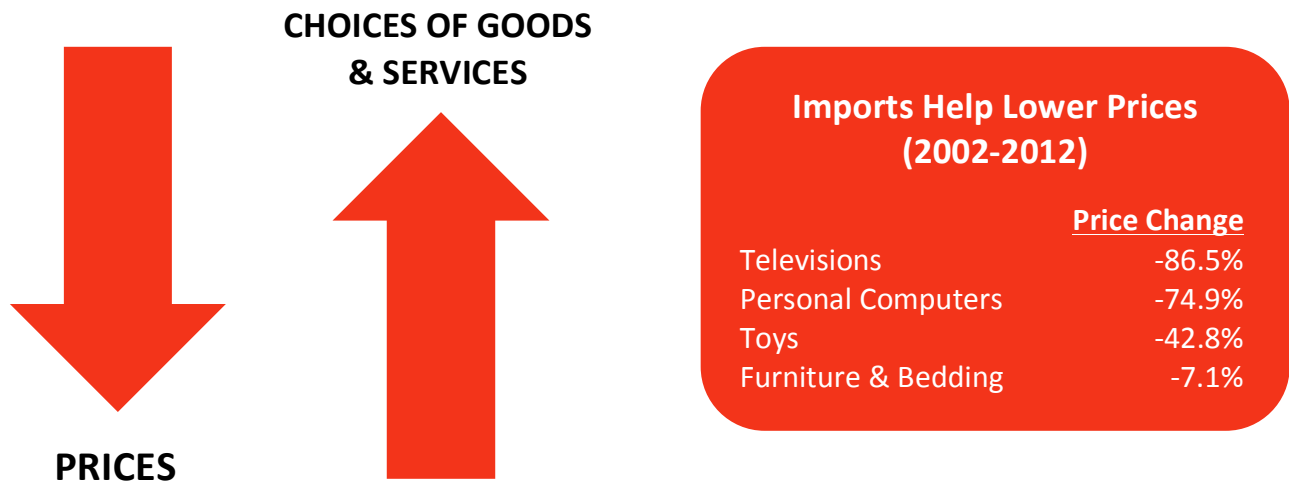 CHOICES OF GOODS
& SERVICES
PRICES
Imports Help Lower Prices
(2002-2012)
Price Change
Televisions -86.5%
Personal Computers -74.9%
Toys -42.8%
Furniture & Bedding -7.1%